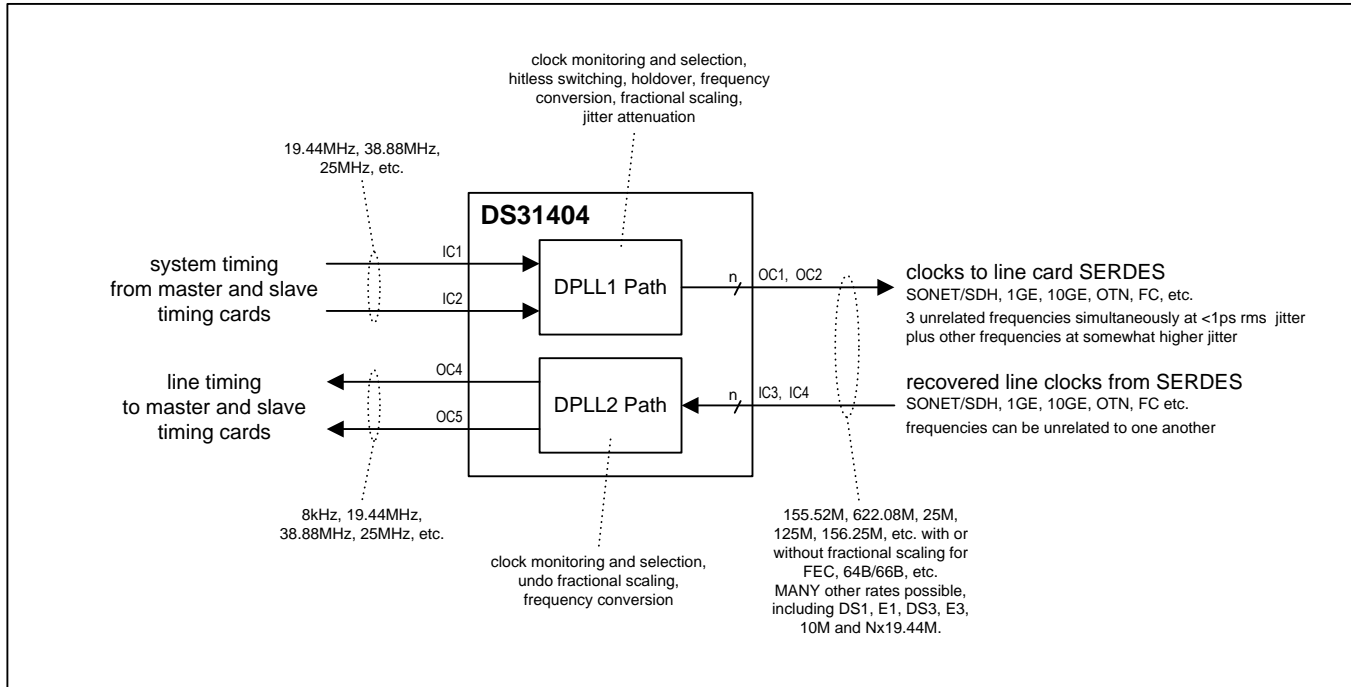 clock monitoring and selection,
hitless switching, holdover, frequency
conversion, fractional scaling,
jitter attenuation
19.44MHz, 38.88MHz,
25MHz, etc.
DS31404
system timing
from master and slave
timing cards
IC1
IC2
DPLL1 Path
n
OC1, OC2
clocks to line card SERDES
SONET/SDH, 1GE, 10GE, OTN, FC, etc.
3 unrelated frequencies simultaneously at <1ps rms jitter
plus other frequencies at somewhat higher jitter
line timing
to master and slave
timing cards
OC4
OC5
DPLL2 Path
n
IC3, IC4
recovered line clocks from SERDES
SONET/SDH, 1GE, 10GE, OTN, FC etc.
frequencies can be unrelated to one another
8kHz, 19.44MHz,
38.88MHz, 25MHz, etc.
clock monitoring and selection,
undo fractional scaling,
frequency conversion
155.52M, 622.08M, 25M,
125M, 156.25M, etc. with or
without fractional scaling for
FEC, 64B/66B, etc.
MANY other rates possible,
including DS1, E1, DS3, E3,
10M and Nx19.44M.